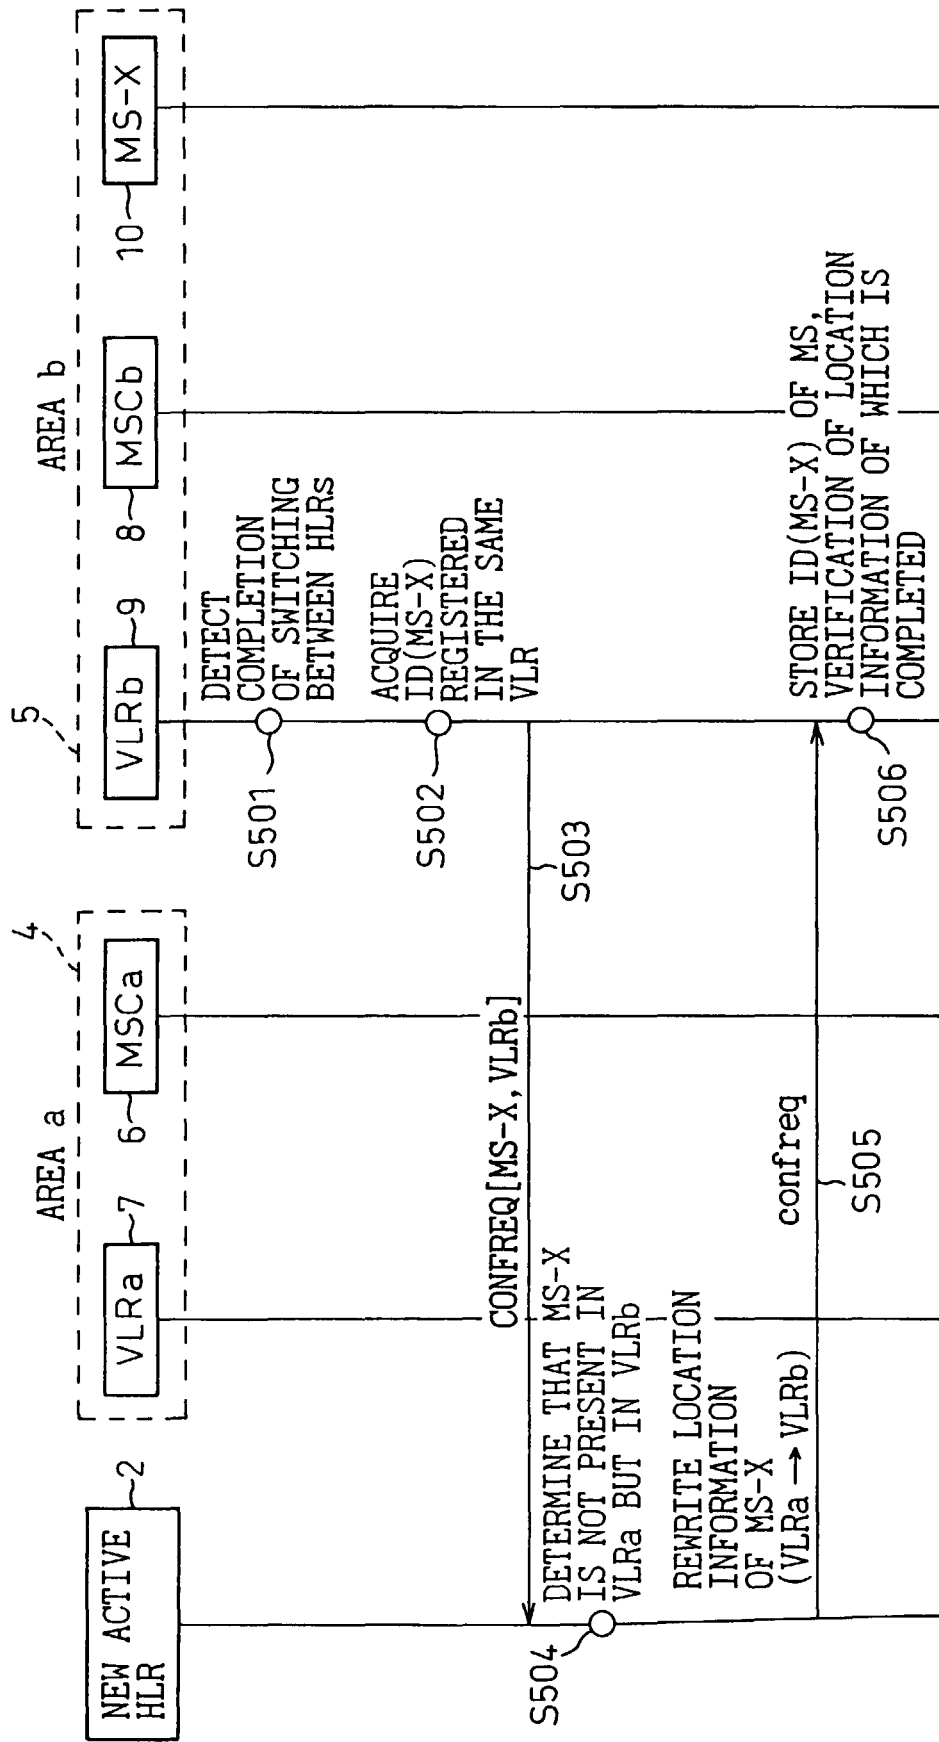 AREA a
AREA b
4
5
NEW ACTIVE
HLR
2
VLRa
7
6
MSCa
VLRb
9
8
MSCb
10
MS-X
DETECT
COMPLETION
OF SWITCHING
BETWEEN HLRs
S501
ACQUIRE
ID(MS-X)
REGISTERED
IN THE SAME
VLR
S502
CONFREQ[MS-X, VLRb]
S503
DETERMINE THAT MS-X
IS NOT PRESENT IN
VLRa BUT IN VLRb
S504
REWRITE LOCATION
INFORMATION
OF MS-X
(VLRa → VLRb)
confreq
S505
STORE ID(MS-X) OF MS,
VERIFICATION OF LOCATION
INFORMATION OF WHICH IS
COMPLETED
S506